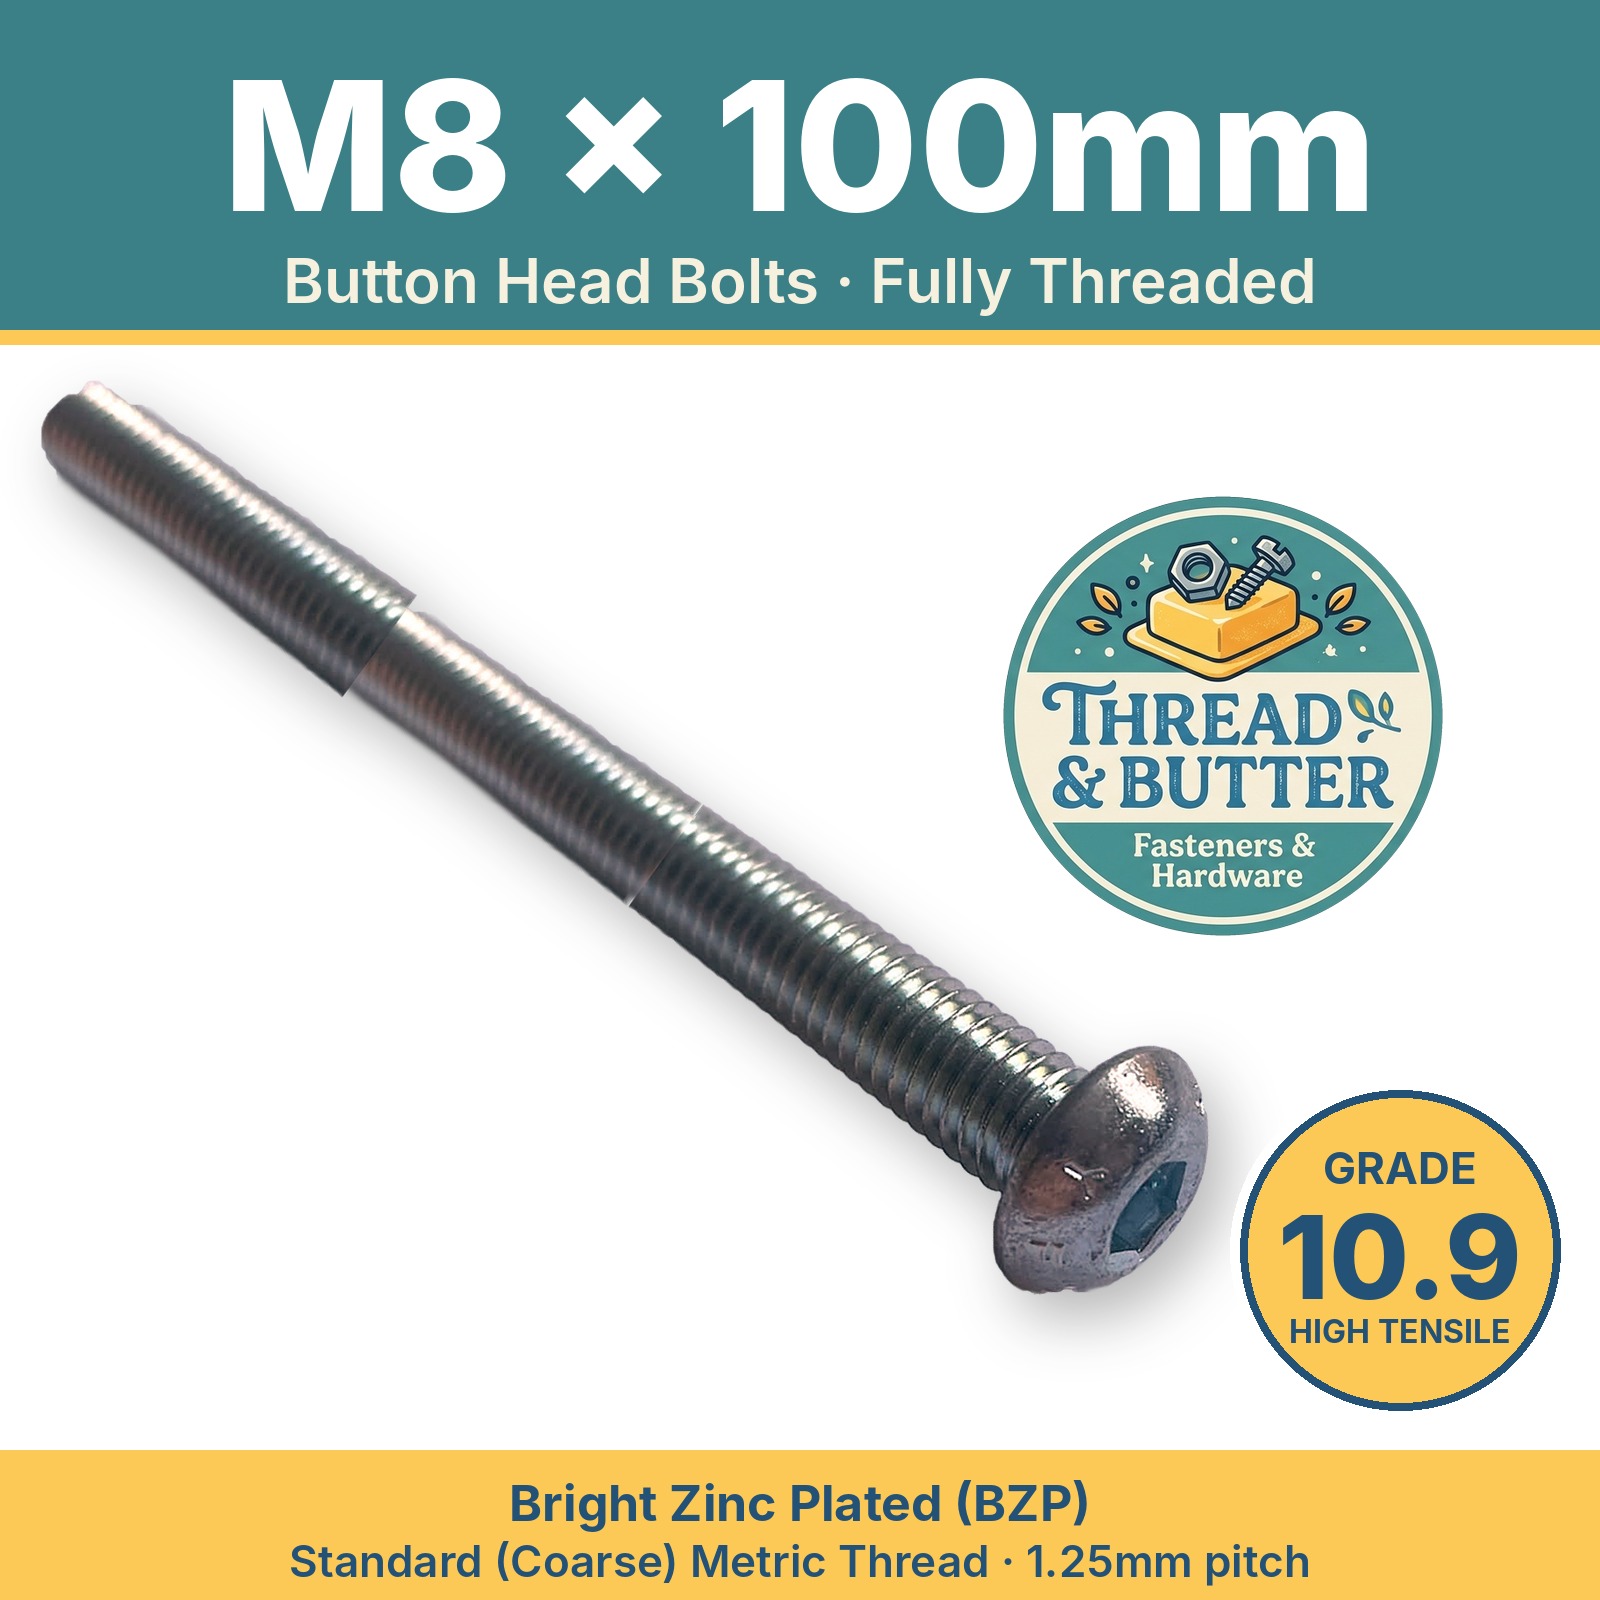 M8 × 100mm
Button Head Bolts · Fully Threaded
THREAD
& BUTTER
Fasteners &
Hardware
GRADE
10.9
HIGH TENSILE
Bright Zinc Plated (BZP)
Standard (Coarse) Metric Thread · 1.25mm pitch